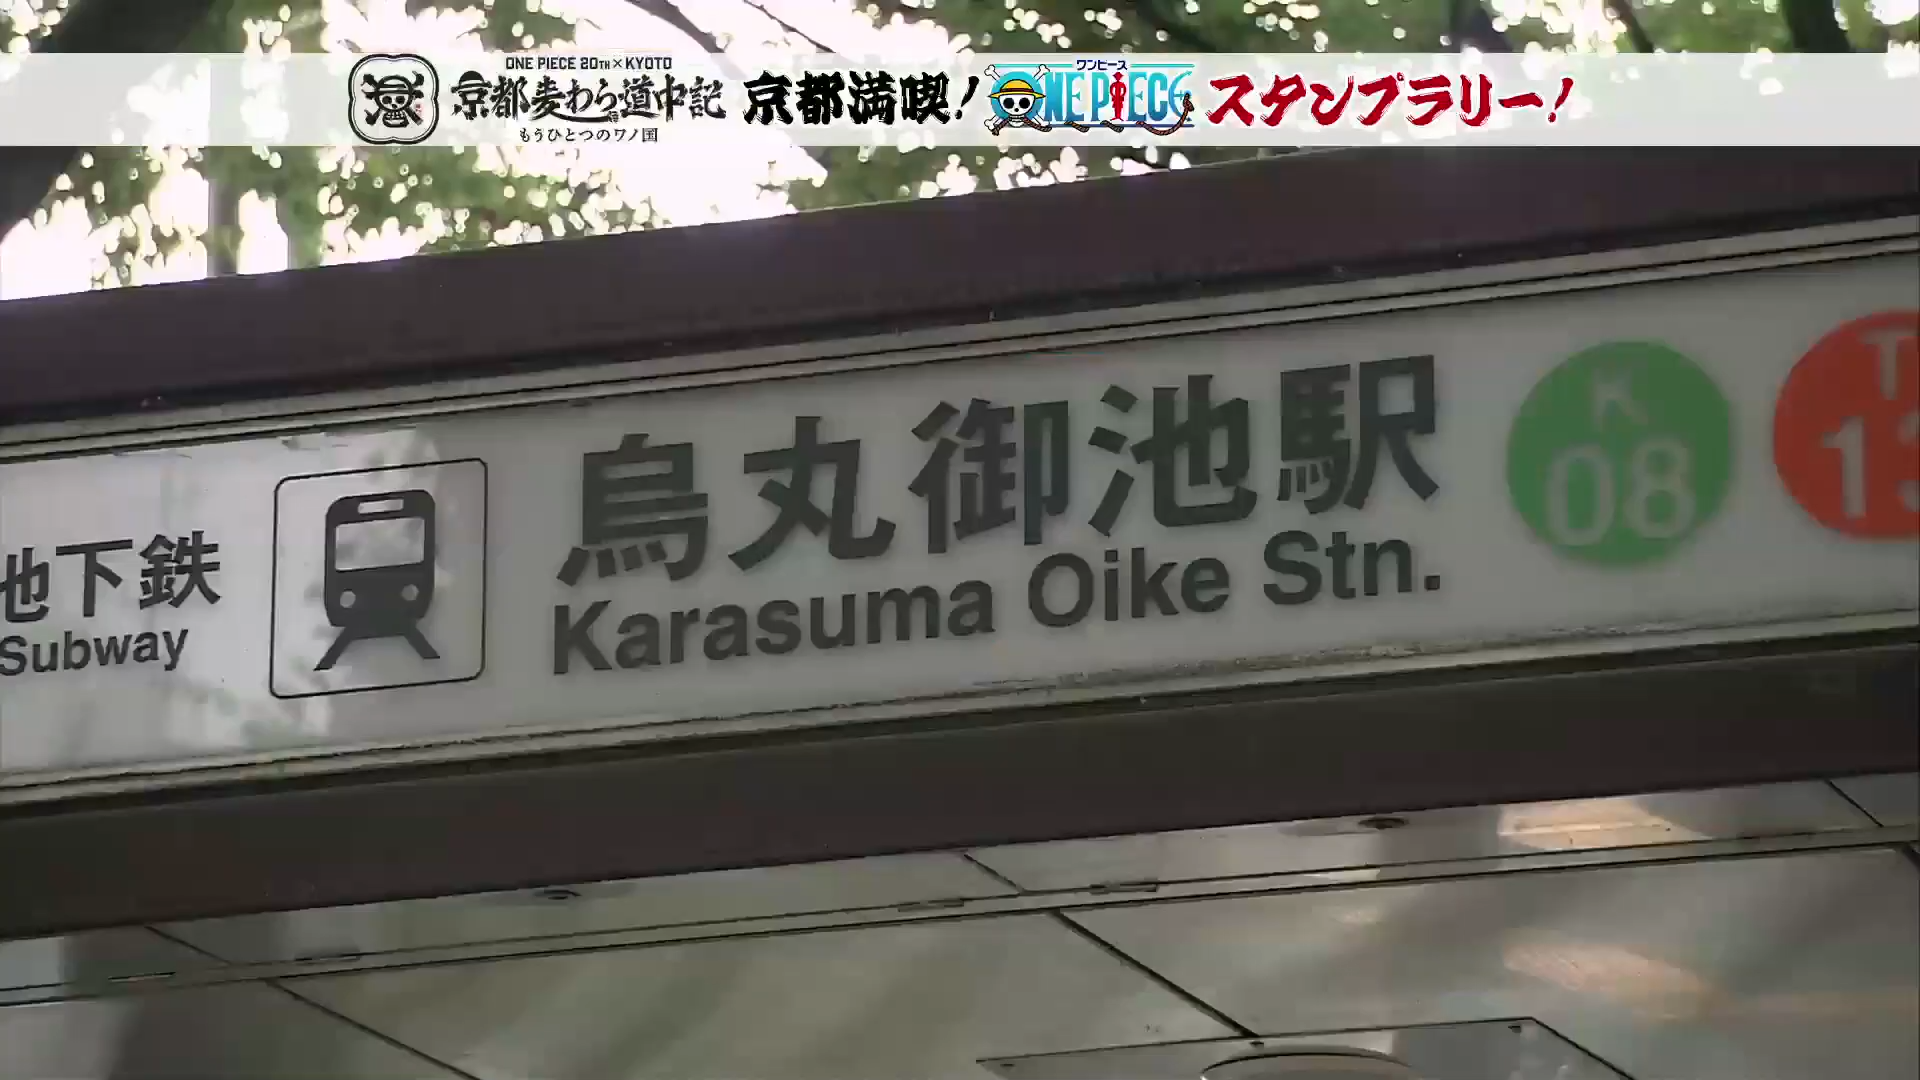 ONE PIECE 20TH×KYOTO
京都麦わら道中記
もうひとつのワノ国
京都満喫!
ワンピース
ONE PIECE
スタンプラリー!
地下鉄
Subway
烏丸御池駅
Karasuma Oike Stn.
K
08
T
13